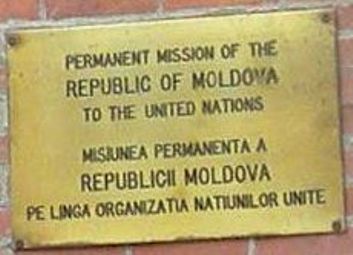 PERMANENT MISSION OF THE
REPUBLIC OF MOLDOVA
TO THE UNITED NATIONS
MISIUNEA PERMANENTA A
REPUBLICII MOLDOVA
PE LINGA ORGANIZATIA NATIUNILOR UNITE